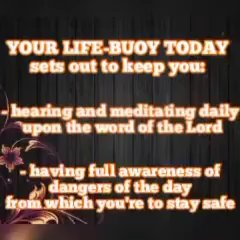 YOUR LIFE-BUOY TODAY
sets out to keep you:
- hearing and meditating daily
upon the word of the Lord
- having full awareness of
dangers of the day
from which you're to stay safe